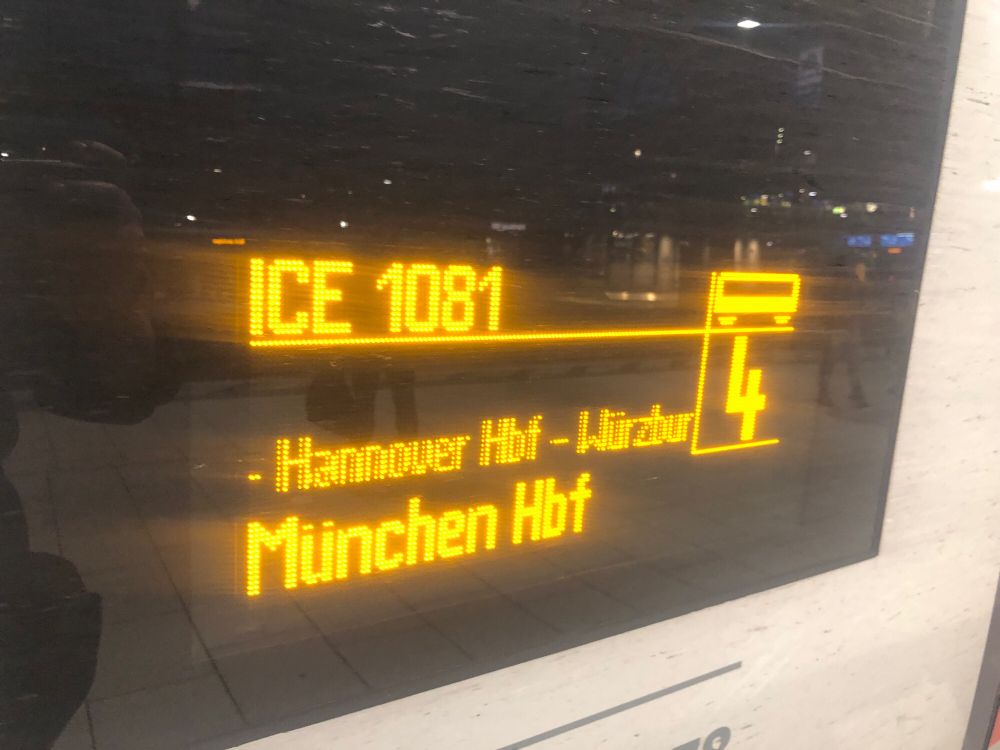 ICE 1081
4
- Hannover Hbf - Würzbur
München Hbf